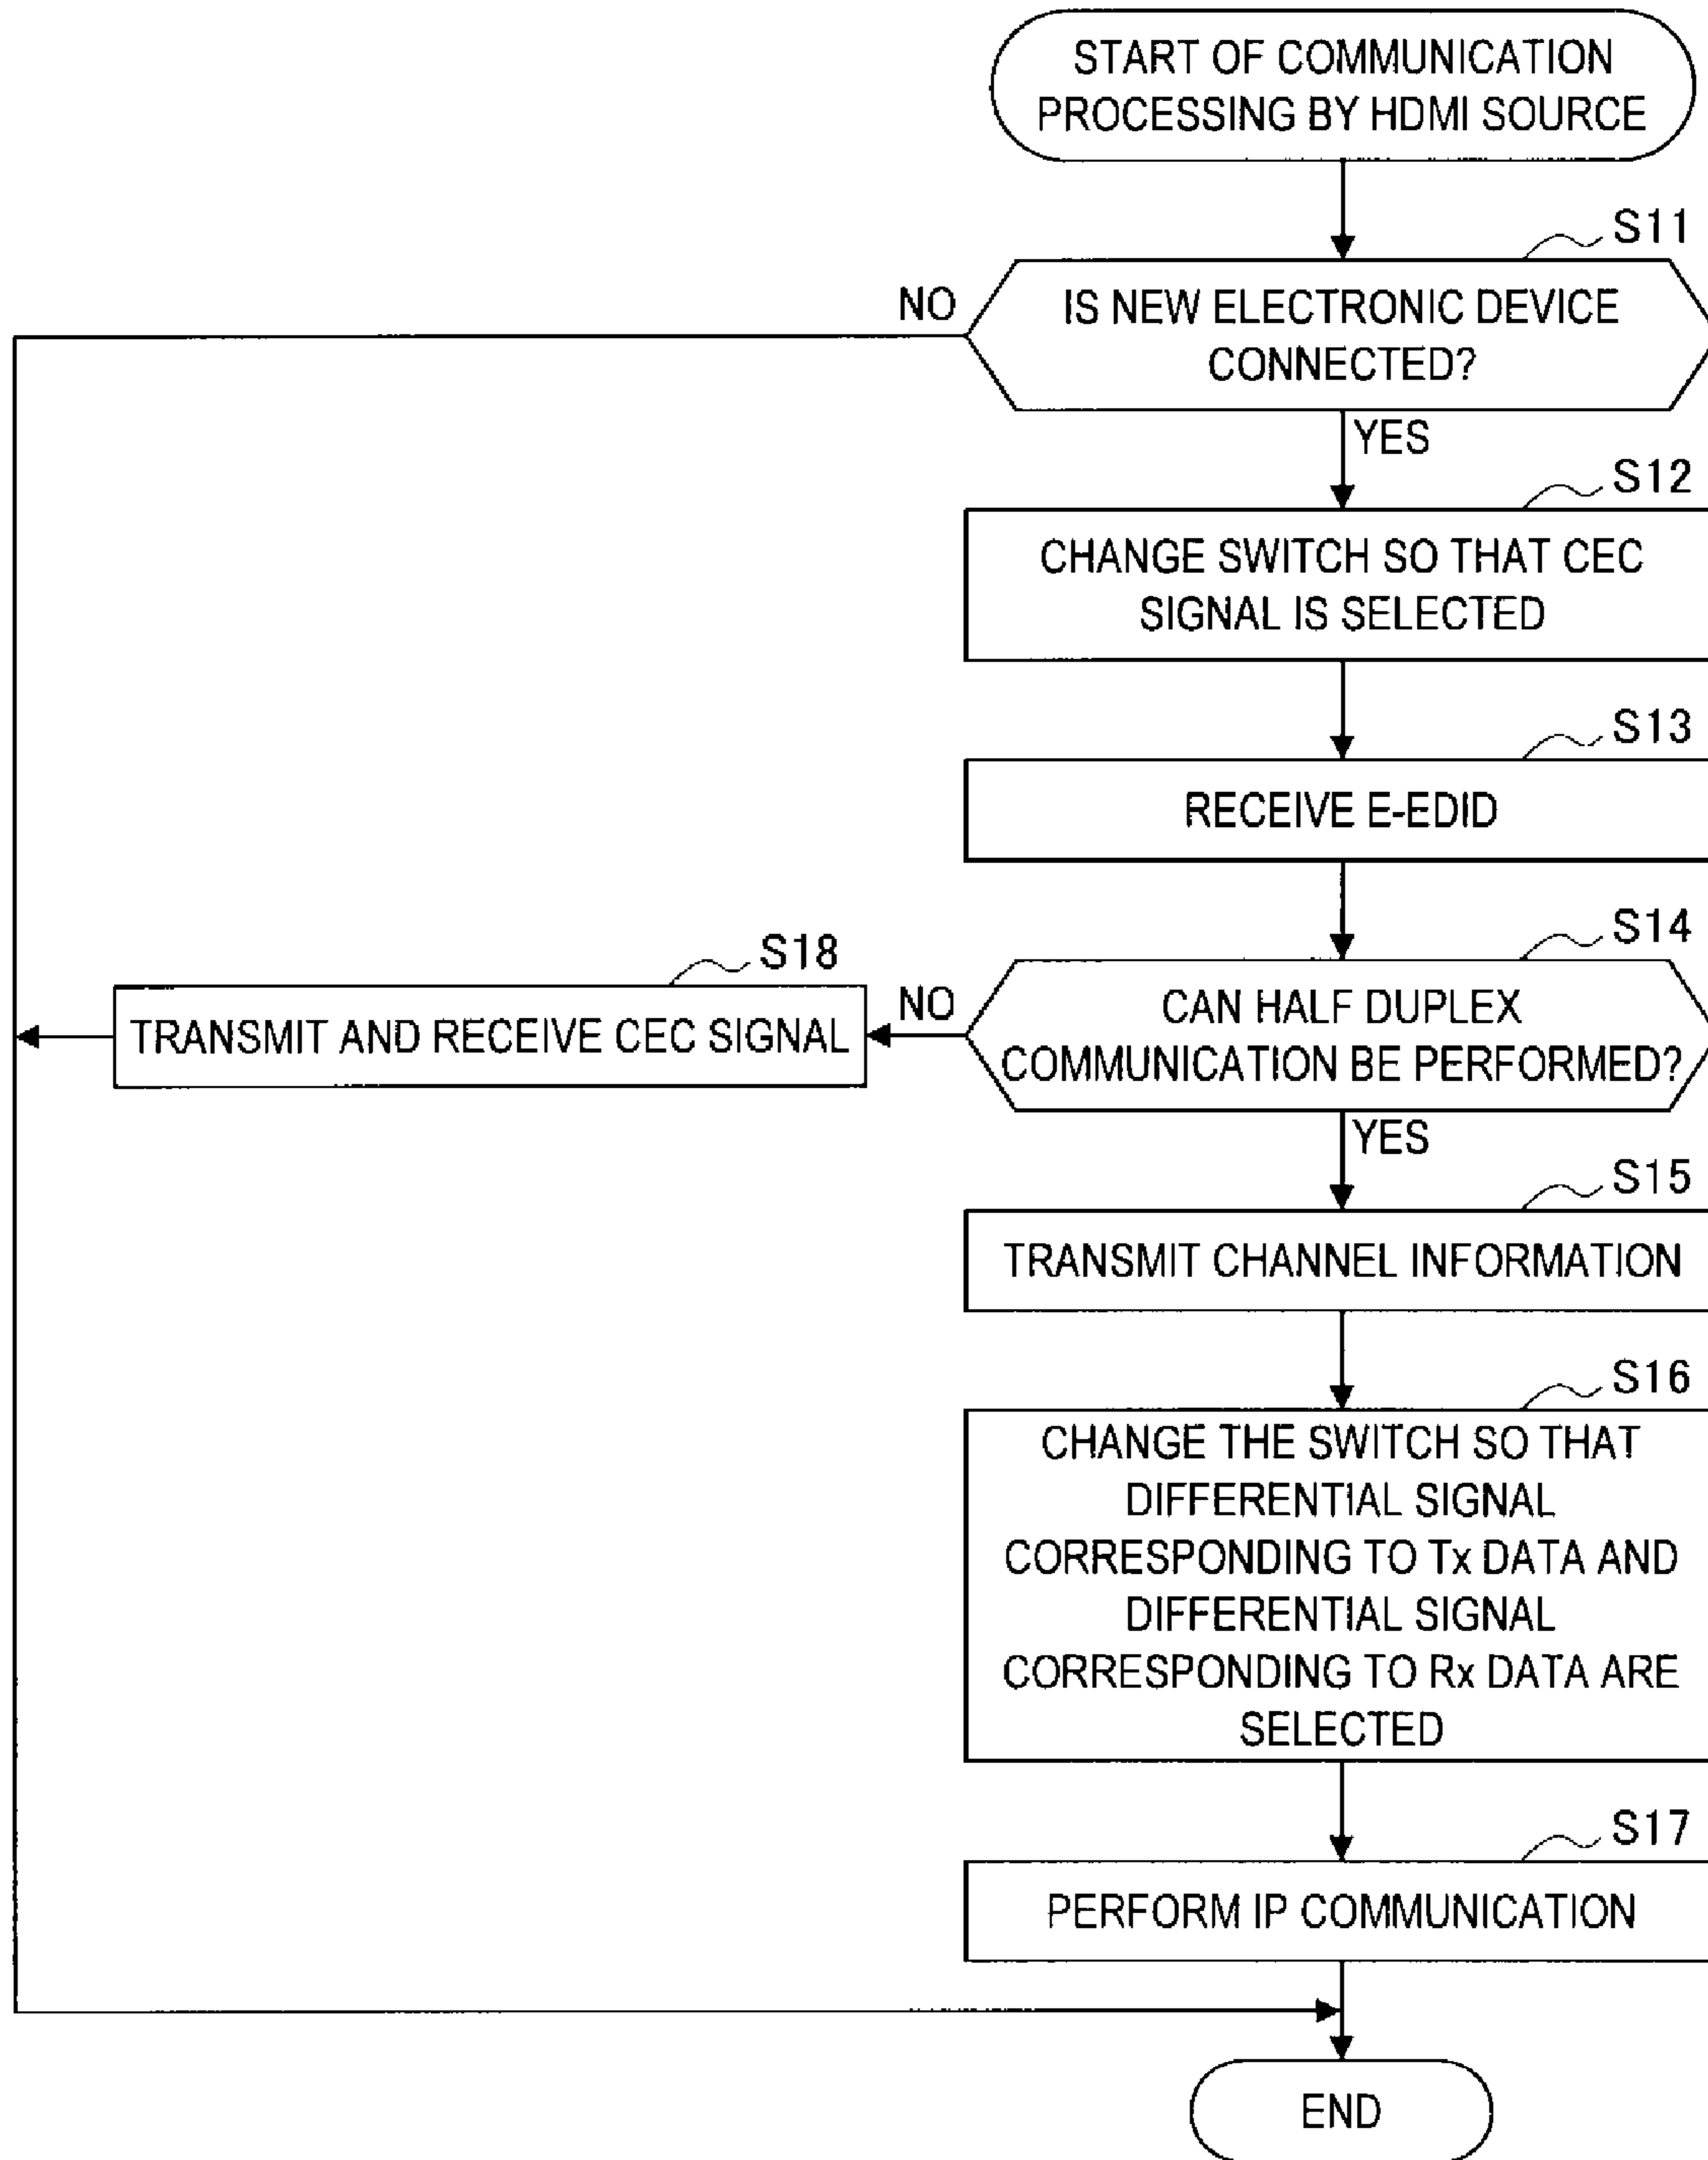 START OF COMMUNICATION
PROCESSING BY HDMI SOURCE
S11
NO
IS NEW ELECTRONIC DEVICE
CONNECTED?
YES
S12
CHANGE SWITCH SO THAT CEC
SIGNAL IS SELECTED
S13
RECEIVE E-EDID
S14
S18
NO
CAN HALF DUPLEX
COMMUNICATION BE PERFORMED?
TRANSMIT AND RECEIVE CEC SIGNAL
YES
S15
TRANSMIT CHANNEL INFORMATION
S16
CHANGE THE SWITCH SO THAT
DIFFERENTIAL SIGNAL
CORRESPONDING TO Tx DATA AND
DIFFERENTIAL SIGNAL
CORRESPONDING TO Rx DATA ARE
SELECTED
S17
PERFORM IP COMMUNICATION
END